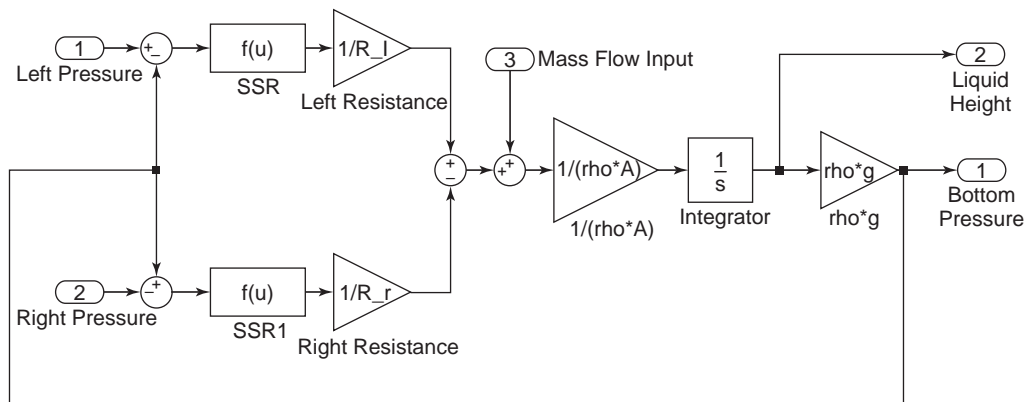 1
Left Pressure
+
−
f(u)
SSR
1/R_l
Left Resistance
3
Mass Flow Input
2
Liquid
Height
+
−
+
+
1/(rho*A)
1/(rho*A)
1
s
Integrator
rho*g
rho*g
1
Bottom
Pressure
2
Right Pressure
−
+
f(u)
SSR1
1/R_r
Right Resistance